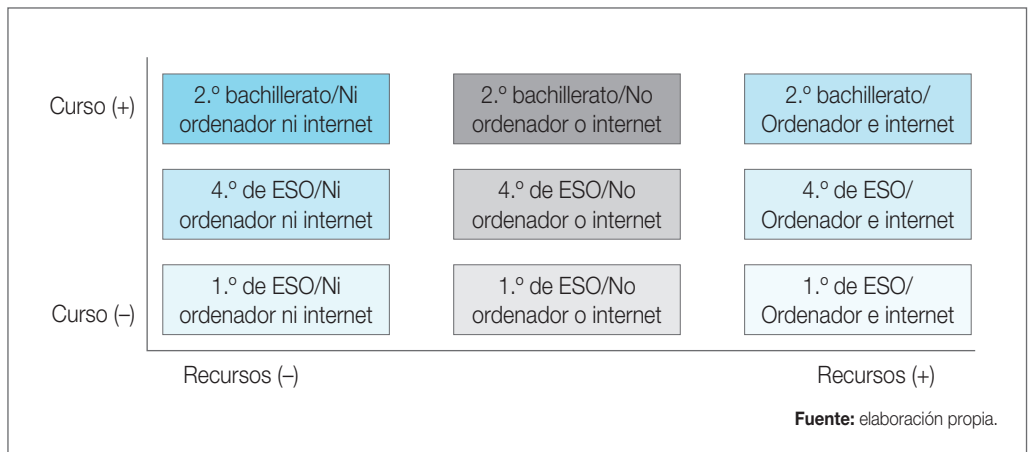 Curso (+)
2.º bachillerato/Ni
ordenador ni internet
2.º bachillerato/No
ordenador o internet
2.º bachillerato/
Ordenador e internet
4.º de ESO/Ni
ordenador ni internet
4.º de ESO/No
ordenador o internet
4.º de ESO/
Ordenador e internet
Curso (–)
1.º de ESO/Ni
ordenador ni internet
1.º de ESO/No
ordenador o internet
1.º de ESO/
Ordenador e internet
Recursos (–)
Recursos (+)
Fuente: elaboración propia.